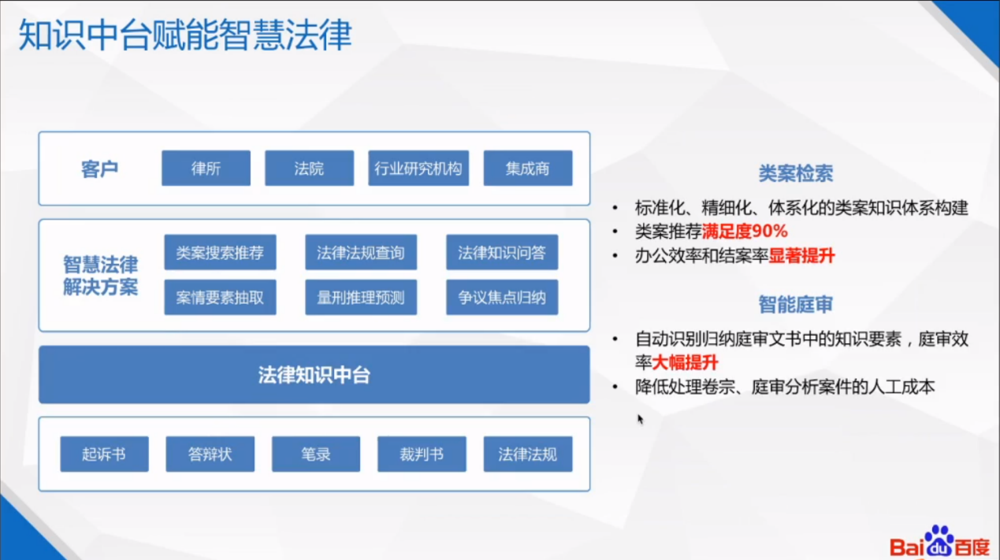 知识中台赋能智慧法律
客户
律所
法院
行业研究机构
集成商
智慧法律
解决方案
类案搜索推荐
法律法规查询
法律知识问答
案情要素抽取
量刑推理预测
争议焦点归纳
法律知识中台
起诉书
答辩状
笔录
裁判书
法律法规
类案检索
• 标准化、精细化、体系化的类案知识体系构建
• 类案推荐满足度90%
• 办公效率和结案率显著提升
智能庭审
• 自动识别归纳庭审文书中的知识要素，庭审效
率大幅提升
• 降低处理卷宗、庭审分析案件的人工成本
Bai du 百度